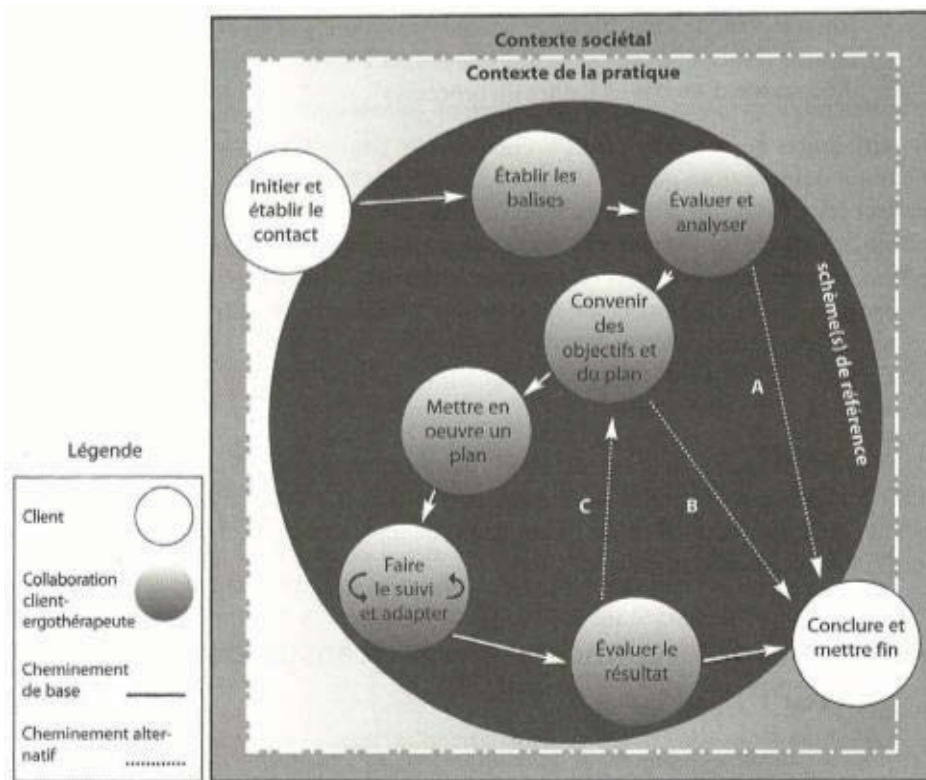 Contexte sociétal
Contexte de la pratique
Initier et
établir le
contact
Établir les
balises
Évaluer et
analyser
Convenir
des
objectifs et
du plan
schème(s) de référence
A
Mettre en
oeuvre un
plan
C
B
Faire
le suivi
et adapter
Évaluer le
résultat
Conclure et
mettre fin
Légende
Client
Collaboration
client-
ergothérapeute
Cheminement
de base
Cheminement alter-
natif